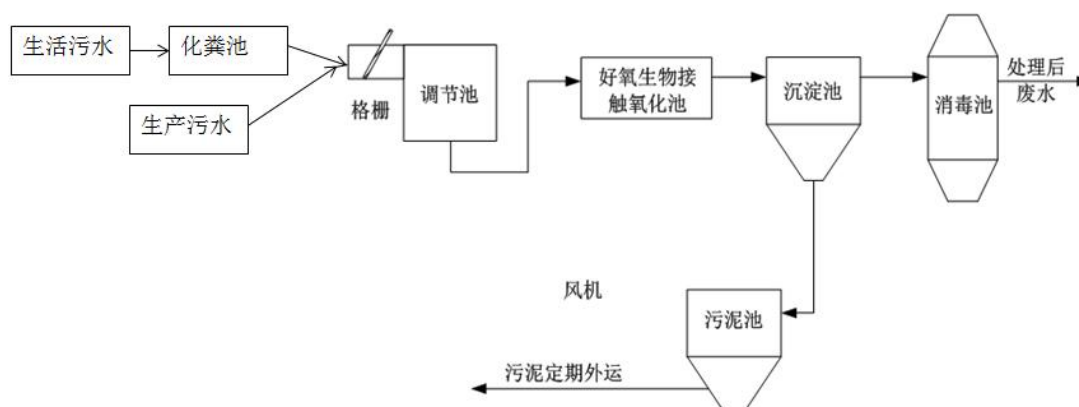 生活污水
化粪池
生产污水
格栅
调节池
好氧生物接
触氧化池
沉淀池
消毒池
处理后
废水
风机
污泥池
污泥定期外运